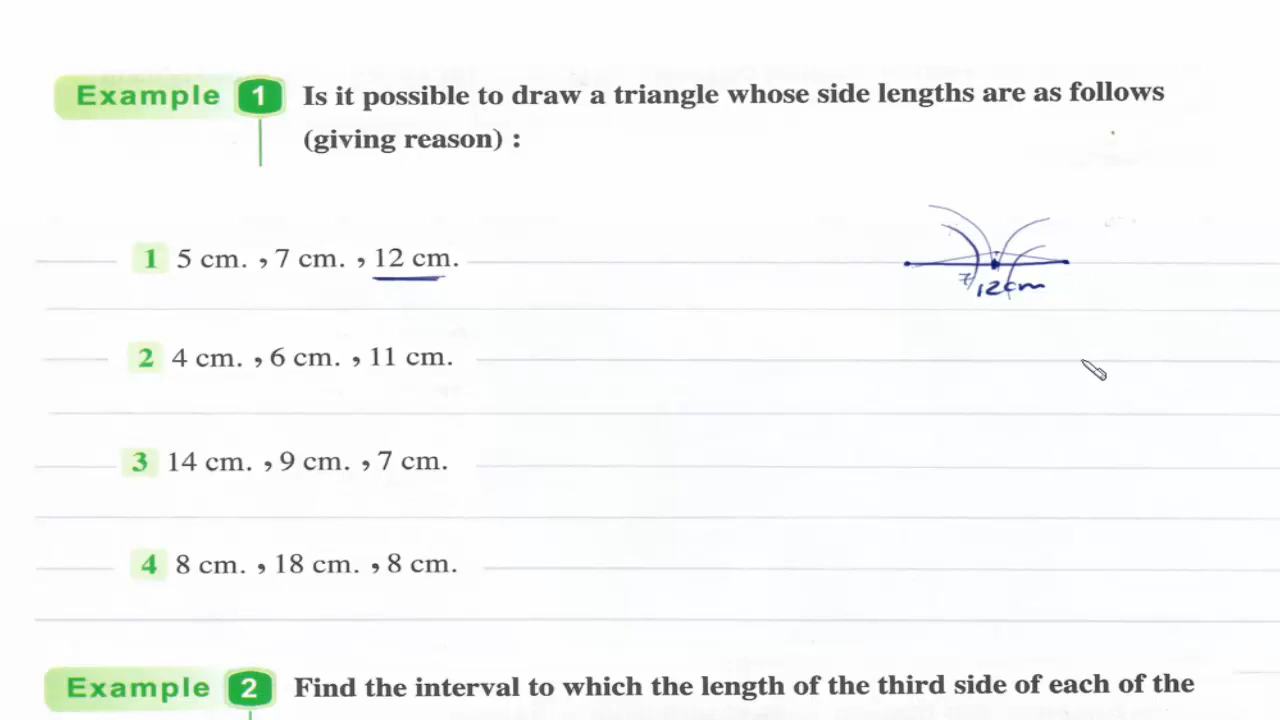 Example 1 Is it possible to draw a triangle whose side lengths are as follows
(giving reason) :
1 5 cm. , 7 cm. , 12 cm.
7 12cm
2 4 cm. , 6 cm. , 11 cm.
3 14 cm. , 9 cm. , 7 cm.
4 8 cm. , 18 cm. , 8 cm.
Example 2 Find the interval to which the length of the third side of each of the